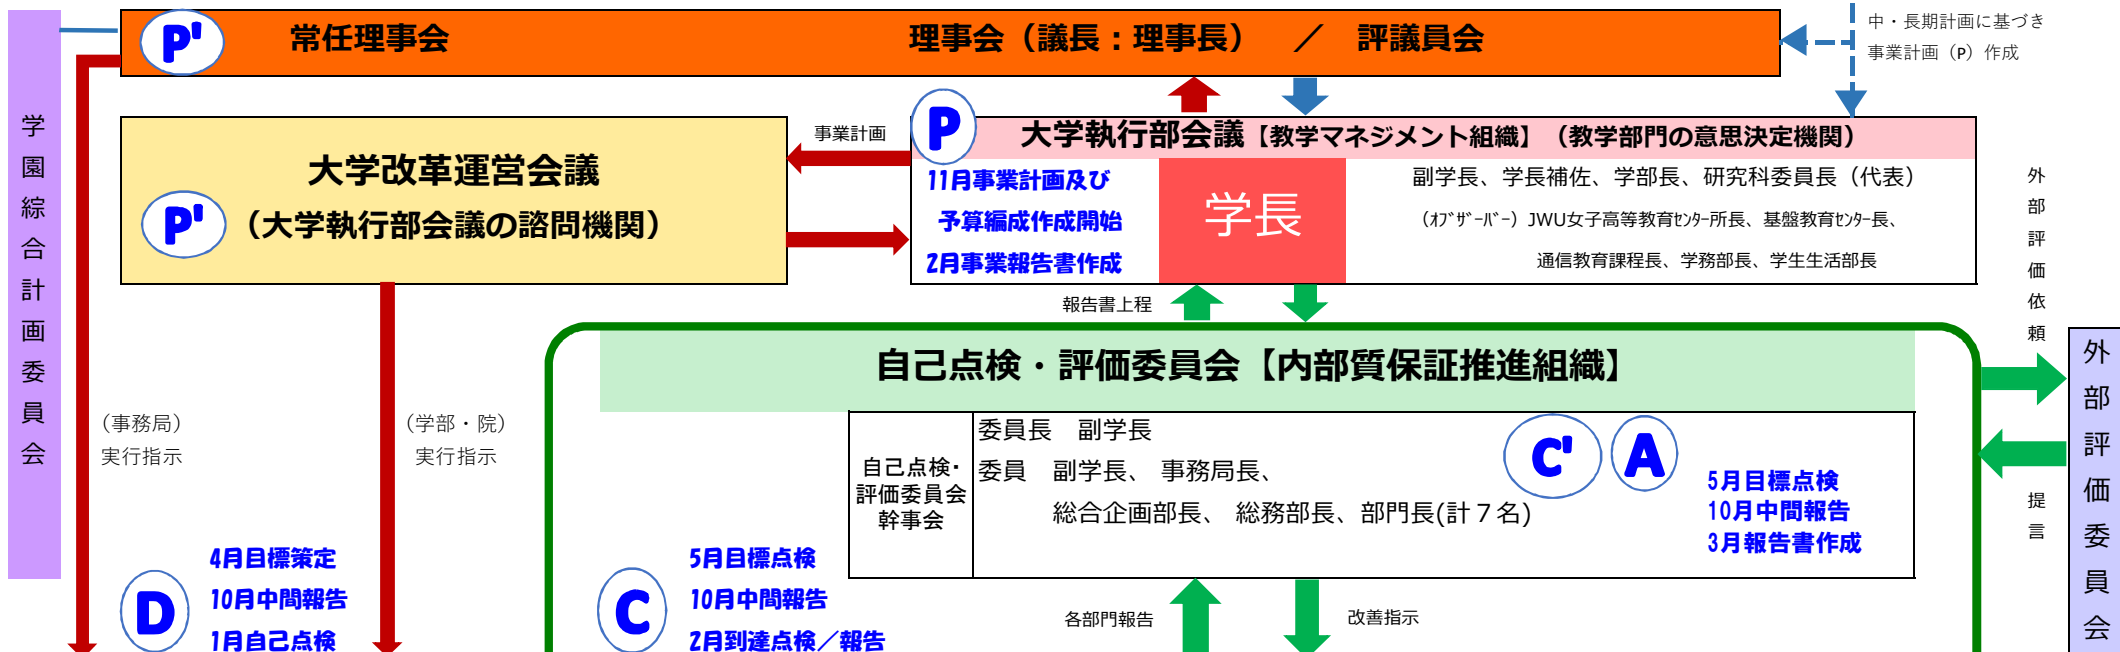 P'
常任理事会
理事会（議長：理事長） ／ 評議員会
中・長期計画に基づき
事業計画（P）作成
学園綜合計画委員会
大学改革運営会議
P'
（大学執行部会議の諮問機関）
事業計画
P
大学執行部会議【教学マネジメント組織】（教学部門の意思決定機関）
11月事業計画及び
予算編成作成開始
2月事業報告書作成
学長
副学長、学長補佐、学部長、研究科委員長（代表）
（ｵﾌﾞｻﾞｰﾊﾞｰ）JWU女子高等教育ｾﾝﾀｰ所長、基盤教育ｾﾝﾀｰ長、
通信教育課程長、学務部長、学生生活部長
外部評価依頼
報告書上程
自己点検・評価委員会【内部質保証推進組織】
自己点検・
評価委員会
幹事会
委員長　副学長
委員　副学長、 事務局長、
総合企画部長、 総務部長、部門長(計７名)
C'
A
5月目標点検
10月中間報告
3月報告書作成
外部評価委員会
提言
（事務局）
実行指示
（学部・院）
実行指示
D
4月目標策定
10月中間報告
1月自己点検
C
5月目標点検
10月中間報告
2月到達点検／報告
各部門報告
改善指示